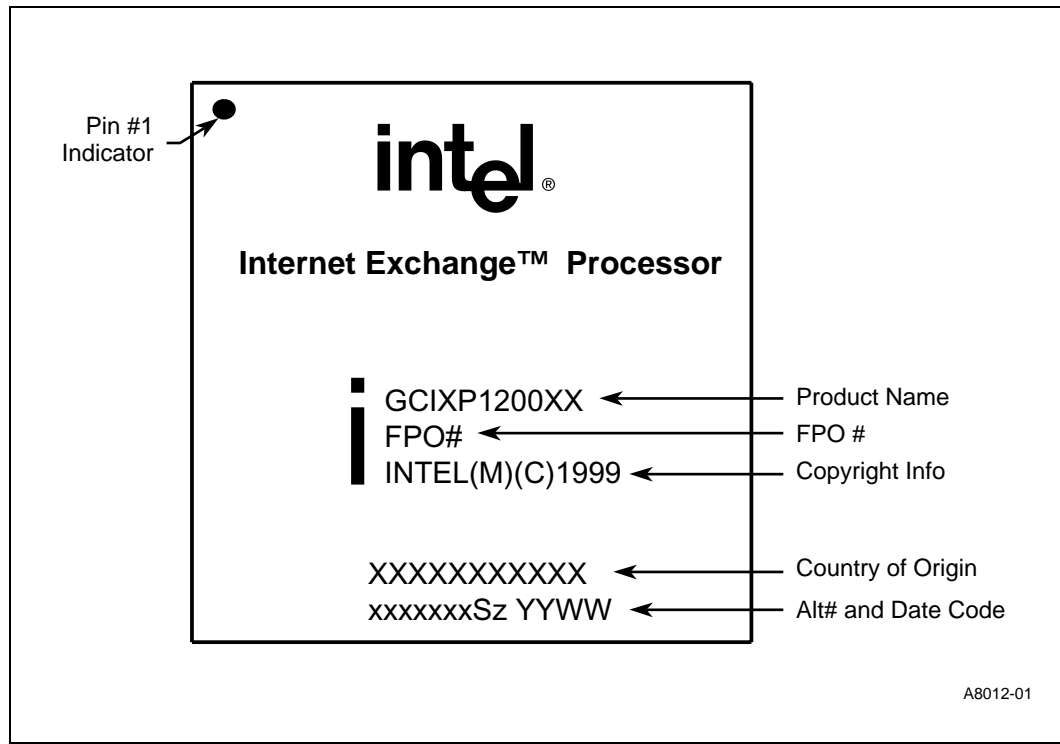 Pin #1
Indicator
intel®
Internet Exchange™ Processor
i
GCIXP1200XX
Product Name
FPO#
FPO #
INTEL(M)(C)1999
Copyright Info
XXXXXXXXXXX
Country of Origin
xxxxxxxSz YYWW
Alt# and Date Code
A8012-01